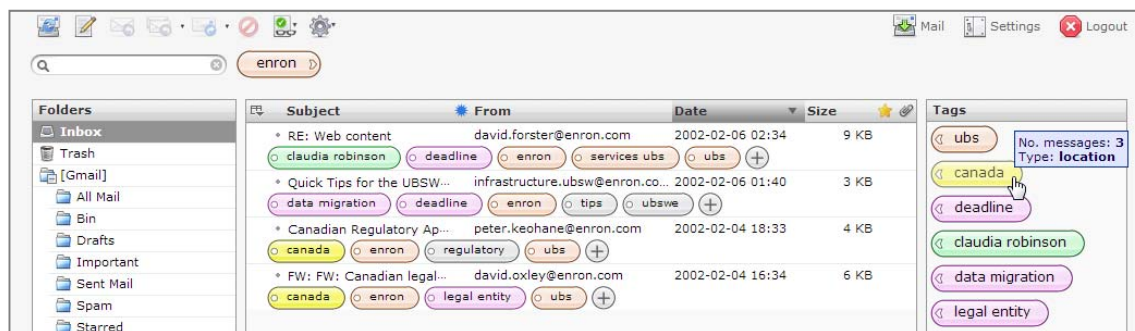 Mail Settings Logout
enron
Folders
Inbox
Trash
[Gmail]
All Mail
Bin
Drafts
Important
Sent Mail
Spam
Starred
Subject From Date Size
RE: Web content david.forster@enron.com 2002-02-06 02:34 9 KB
claudia robinson deadline enron services ubs ubs
Quick Tips for the UBSW... infrastructure.ubsw@enron.co... 2002-02-06 01:40 3 KB
data migration deadline enron tips ubswe
Canadian Regulatory Ap... peter.keohane@enron.com 2002-02-04 18:33 4 KB
canada enron regulatory ubs
FW: FW: Canadian legal... david.oxley@enron.com 2002-02-04 16:34 6 KB
canada enron legal entity ubs
Tags
ubs
No. messages: 3
Type: location
canada
deadline
claudia robinson
data migration
legal entity